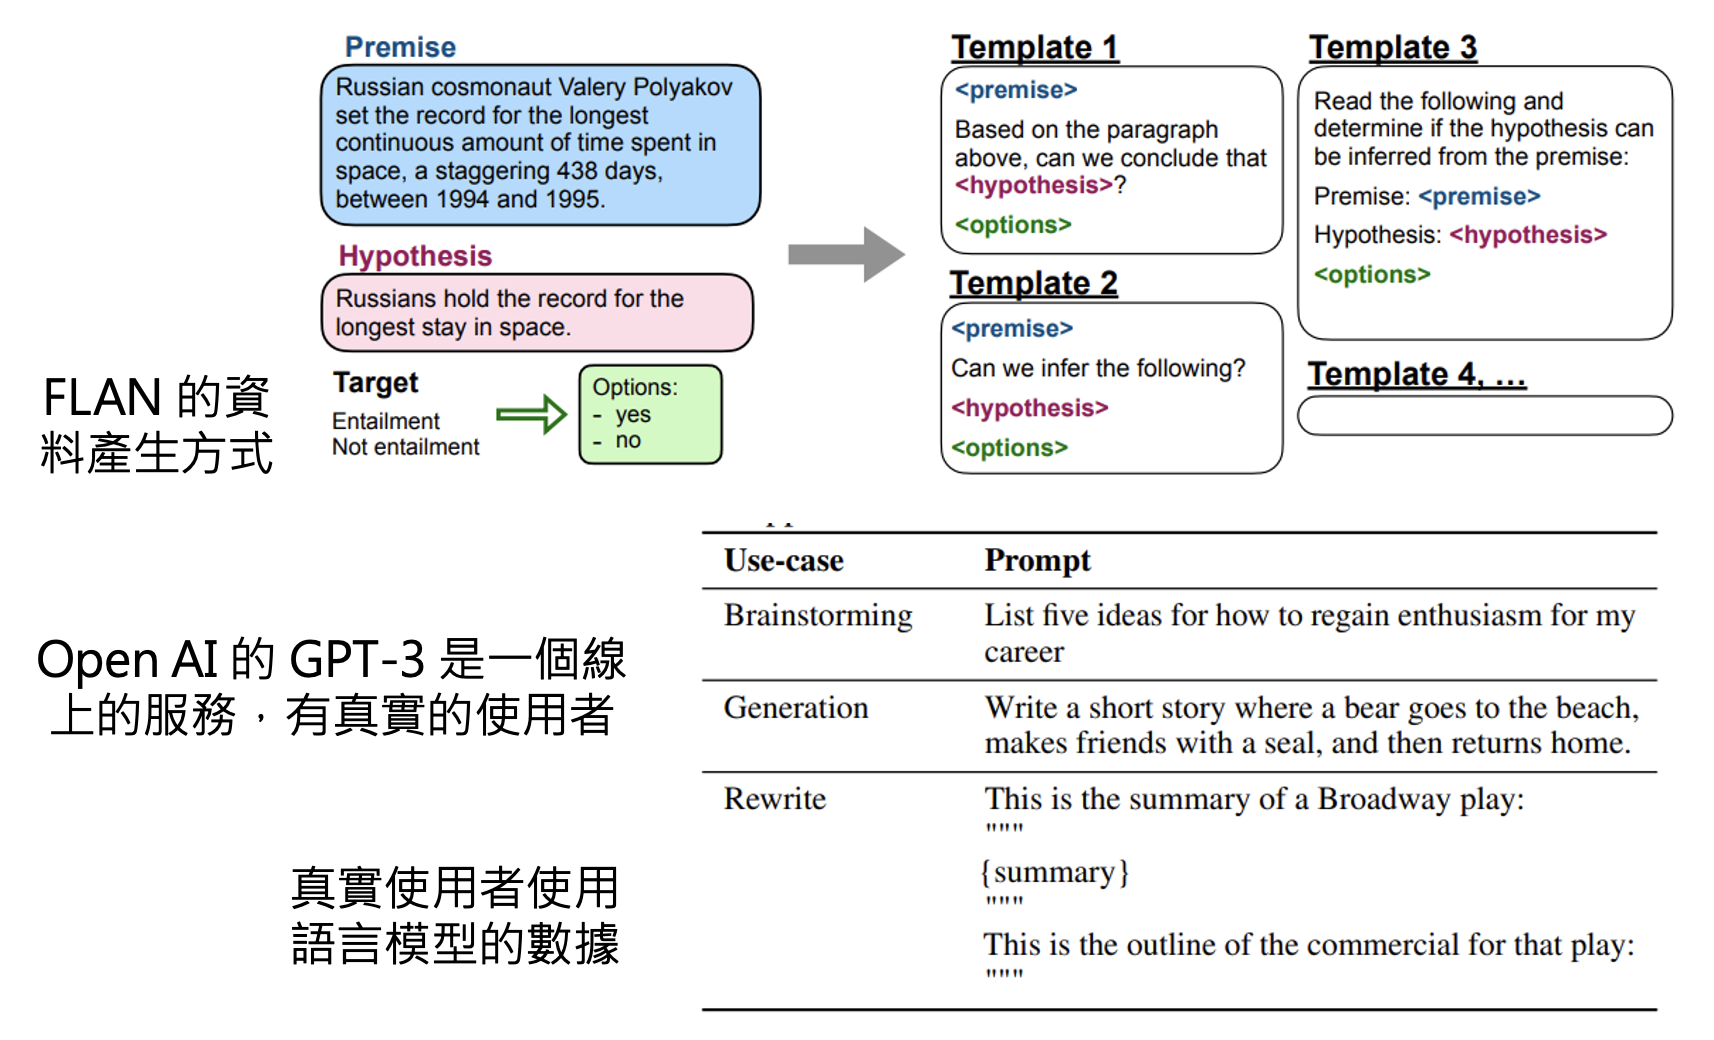 Premise
Russian cosmonaut Valery Polyakov
set the record for the longest
continuous amount of time spent in
space, a staggering 438 days,
between 1994 and 1995.
Hypothesis
Russians hold the record for the
longest stay in space.
Target
Entailment
Not entailment
Options:
- yes
- no
Template 1
<premise>
Based on the paragraph
above, can we conclude that
<hypothesis>?
<options>
Template 2
<premise>
Can we infer the following?
<hypothesis>
<options>
Template 3
Read the following and
determine if the hypothesis can
be inferred from the premise:
Premise: <premise>
Hypothesis: <hypothesis>
<options>
Template 4, …
FLAN 的資
料產生方式
Open AI 的 GPT-3 是一個線
上的服務，有真實的使用者
真實使用者使用
語言模型的數據
Use-case Prompt
Brainstorming List five ideas for how to regain enthusiasm for my
career
Generation Write a short story where a bear goes to the beach,
makes friends with a seal, and then returns home.
Rewrite This is the summary of a Broadway play:
"""
{summary}
"""
This is the outline of the commercial for that play:
"""